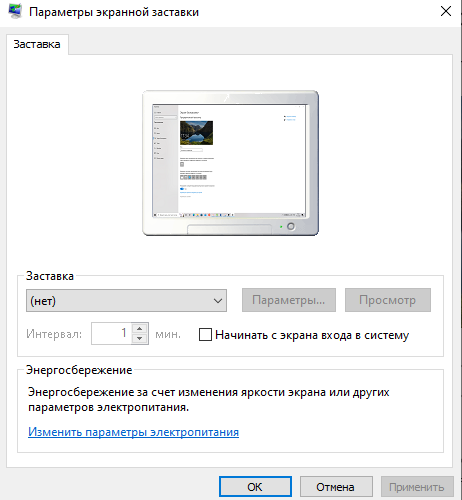 Параметры экранной заставки
Заставка
Заставка
(нет)
Параметры...
Просмотр
Интервал:
1
мин.
Начинать с экрана входа в систему
Энергосбережение
Энергосбережение за счет изменения яркости экрана или других
параметров электропитания.
Изменить параметры электропитания
OK
Отмена
Применить